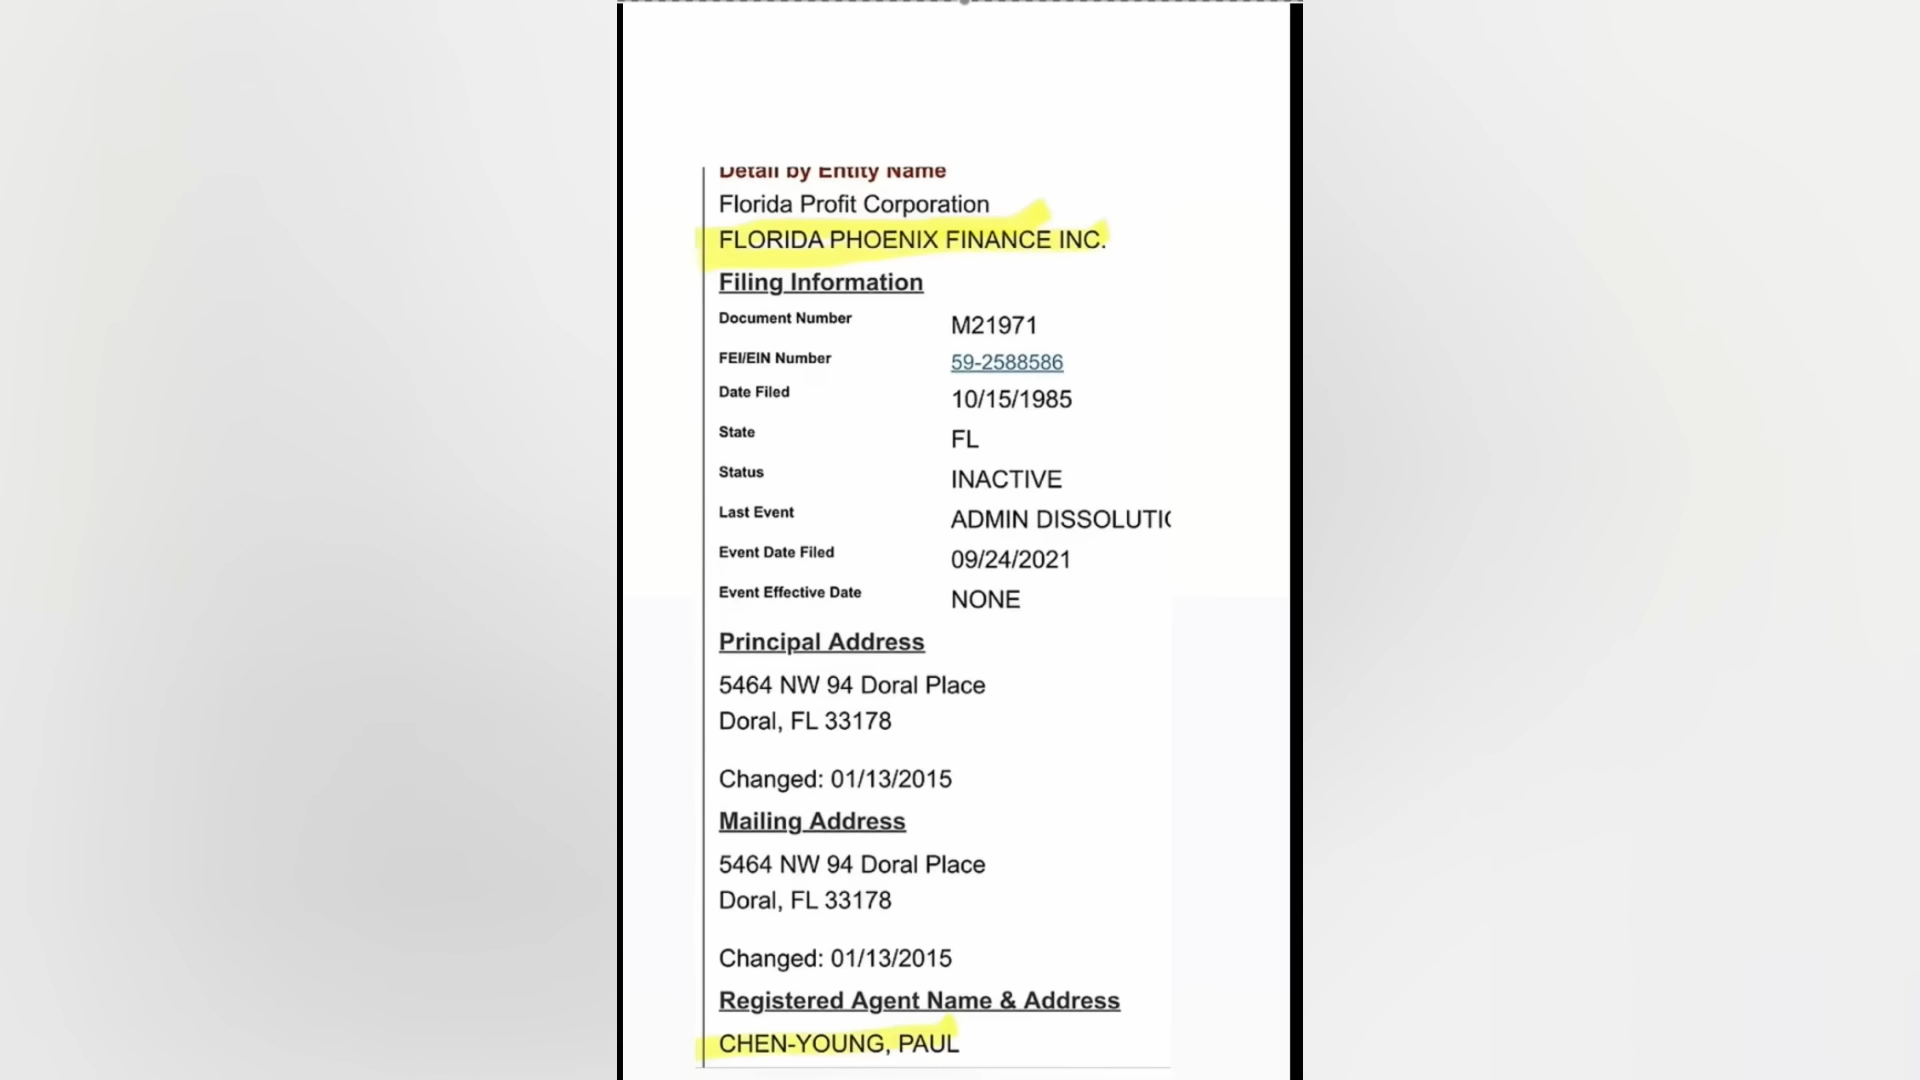 Detail by Entity Name
Florida Profit Corporation
FLORIDA PHOENIX FINANCE INC.
Filing Information
Document Number M21971
FEI/EIN Number 59-2588586
Date Filed 10/15/1985
State FL
Status INACTIVE
Last Event ADMIN DISSOLUTIO
Event Date Filed 09/24/2021
Event Effective Date NONE
Principal Address
5464 NW 94 Doral Place
Doral, FL 33178
Changed: 01/13/2015
Mailing Address
5464 NW 94 Doral Place
Doral, FL 33178
Changed: 01/13/2015
Registered Agent Name & Address
CHEN-YOUNG, PAUL